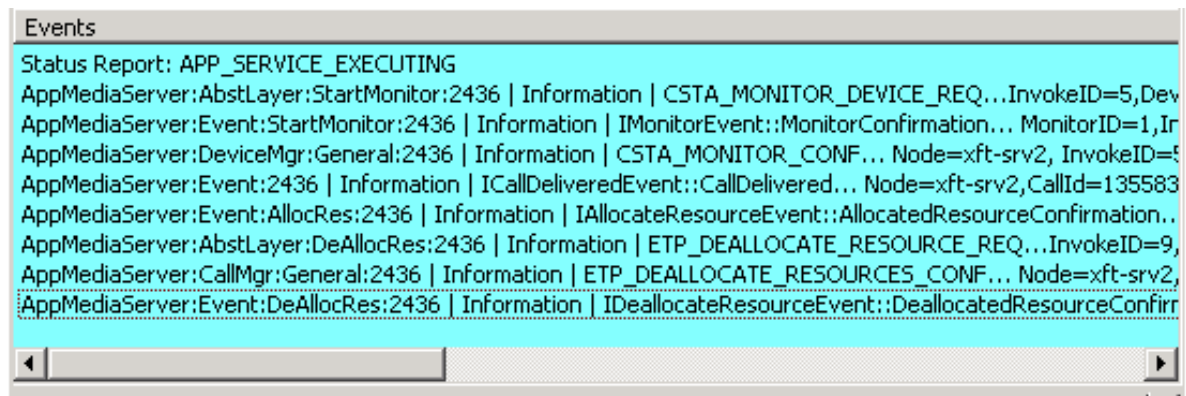 Events
Status Report: APP_SERVICE_EXECUTING
AppMediaServer:AbstLayer:StartMonitor:2436 | Information | CSTA_MONITOR_DEVICE_REQ...InvokeID=5,Dev
AppMediaServer:Event:StartMonitor:2436 | Information | IMonitorEvent::MonitorConfirmation... MonitorID=1,Ir
AppMediaServer:DeviceMgr:General:2436 | Information | CSTA_MONITOR_CONF... Node=xft-srv2, InvokeID=5
AppMediaServer:Event:2436 | Information | ICallDeliveredEvent::CallDelivered... Node=xft-srv2,CallId=135583
AppMediaServer:Event:AllocRes:2436 | Information | IAllocateResourceEvent::AllocatedResourceConfirmation..
AppMediaServer:AbstLayer:DeAllocRes:2436 | Information | ETP_DEALLOCATE_RESOURCE_REQ...InvokeID=9,
AppMediaServer:CallMgr:General:2436 | Information | ETP_DEALLOCATE_RESOURCES_CONF... Node=xft-srv2,
AppMediaServer:Event:DeAllocRes:2436 | Information | IDeallocateResourceEvent::DeallocatedResourceConfirm